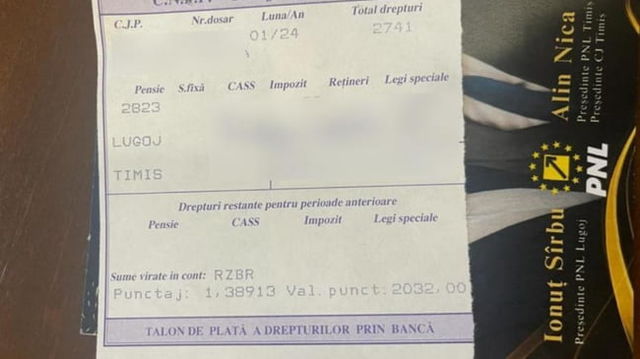 C.J.P. Nr.dosar Luna/An Total drepturi
01/24 2741
Pensie S.fixă CASS Impozit Rețineri Legi speciale
2823
LUGOJ
TIMIS
Drepturi restante pentru perioade anterioare
Pensie CASS Impozit Legi speciale
Sume virate in cont: RZBR
Punctaj: 1,38913 Val. punct.2032,00
TALON DE PLATĂ A DREPTURILOR PRIN BANCĂ
Alin Nica
Președinte PNL Timiș
Președinte CJ Timiș
PNL
Ionuț Sîrbu
Președinte PNL Lugoj